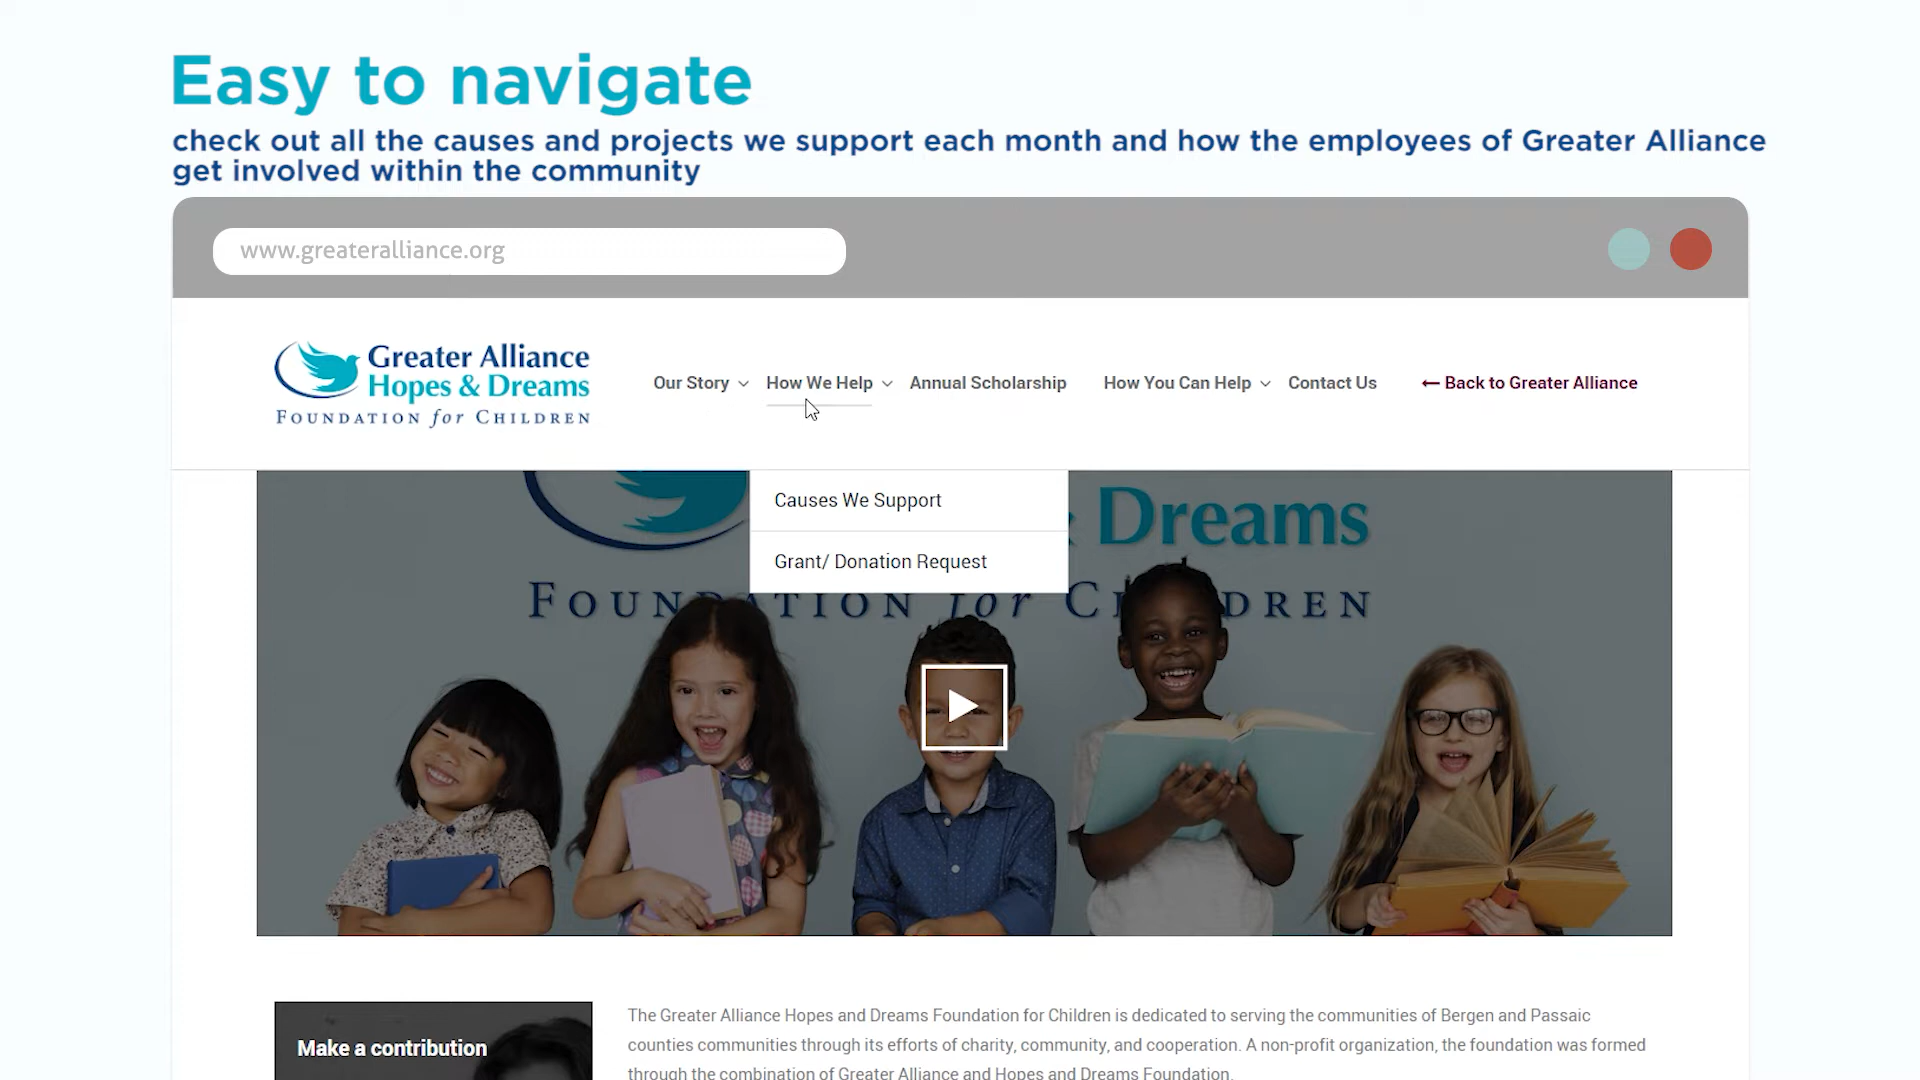 Easy to navigate
check out all the causes and projects we support each month and how the employees of Greater Alliance
get involved within the community
www.greateralliance.org
Greater Alliance
Hopes & Dreams
FOUNDATION for CHILDREN
Our Story
How We Help
Annual Scholarship
How You Can Help
Contact Us
Back to Greater Alliance
Causes We Support
Grant/ Donation Request
Dreams
FOUNDATION for CHILDREN
Make a contribution
The Greater Alliance Hopes and Dreams Foundation for Children is dedicated to serving the communities of Bergen and Passaic
counties communities through its efforts of charity, community, and cooperation. A non-profit organization, the foundation was formed
through the combination of Greater Alliance and Hopes and Dreams Foundation.